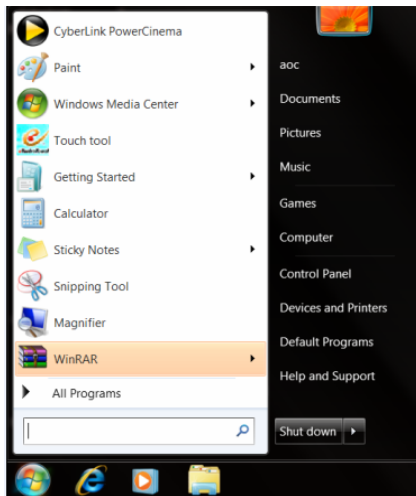 CyberLink PowerCinema
Paint
Windows Media Center
Touch tool
Getting Started
Calculator
Sticky Notes
Snipping Tool
Magnifier
WinRAR
All Programs
aoc
Documents
Pictures
Music
Games
Computer
Control Panel
Devices and Printers
Default Programs
Help and Support
Shut down